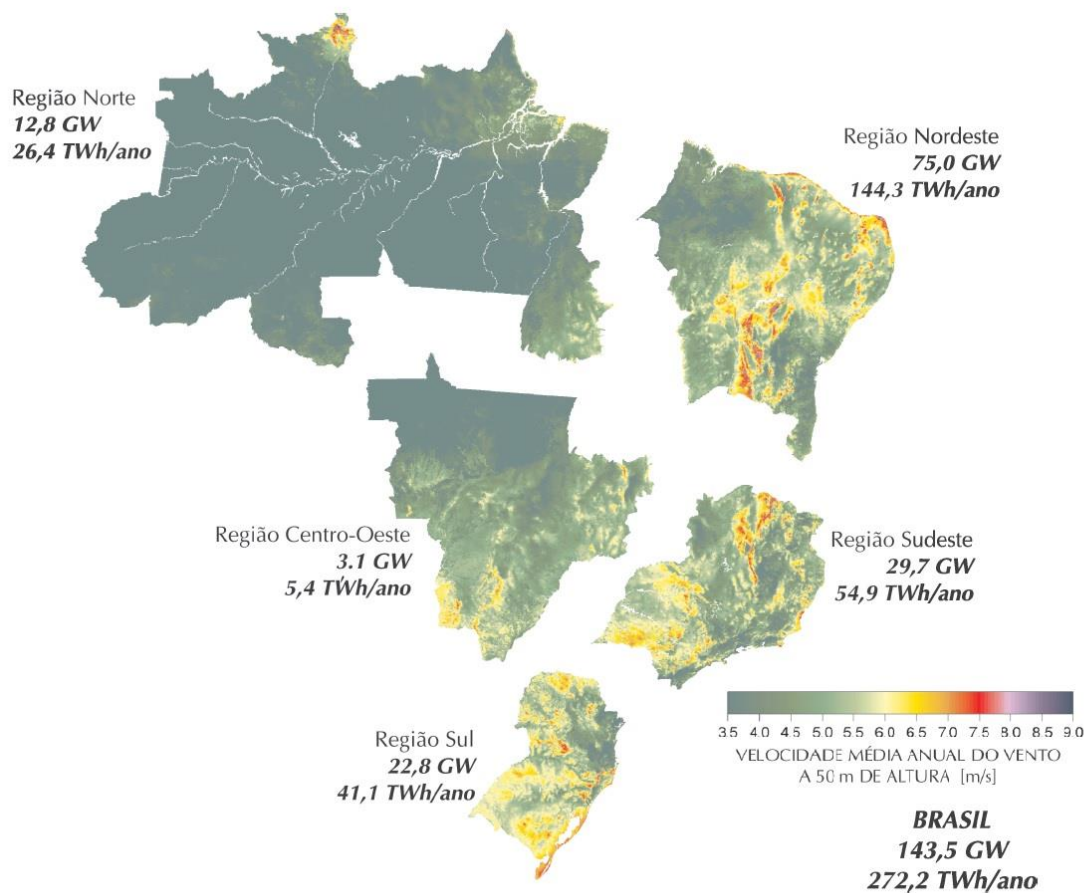 Região Norte
12,8 GW
26,4 TWh/ano
Região Nordeste
75,0 GW
144,3 TWh/ano
Região Centro-Oeste
3.1 GW
5,4 TWh/ano
Região Sudeste
29,7 GW
54,9 TWh/ano
Região Sul
22,8 GW
41,1 TWh/ano
3.5 4.0 4.5 5.0 5.5 6.0 6.5 7.0 7.5 8.0 8.5 9.0
VELOCIDADE MÉDIA ANUAL DO VENTO
A 50 m DE ALTURA [m/s]
BRASIL
143,5 GW
272,2 TWh/ano